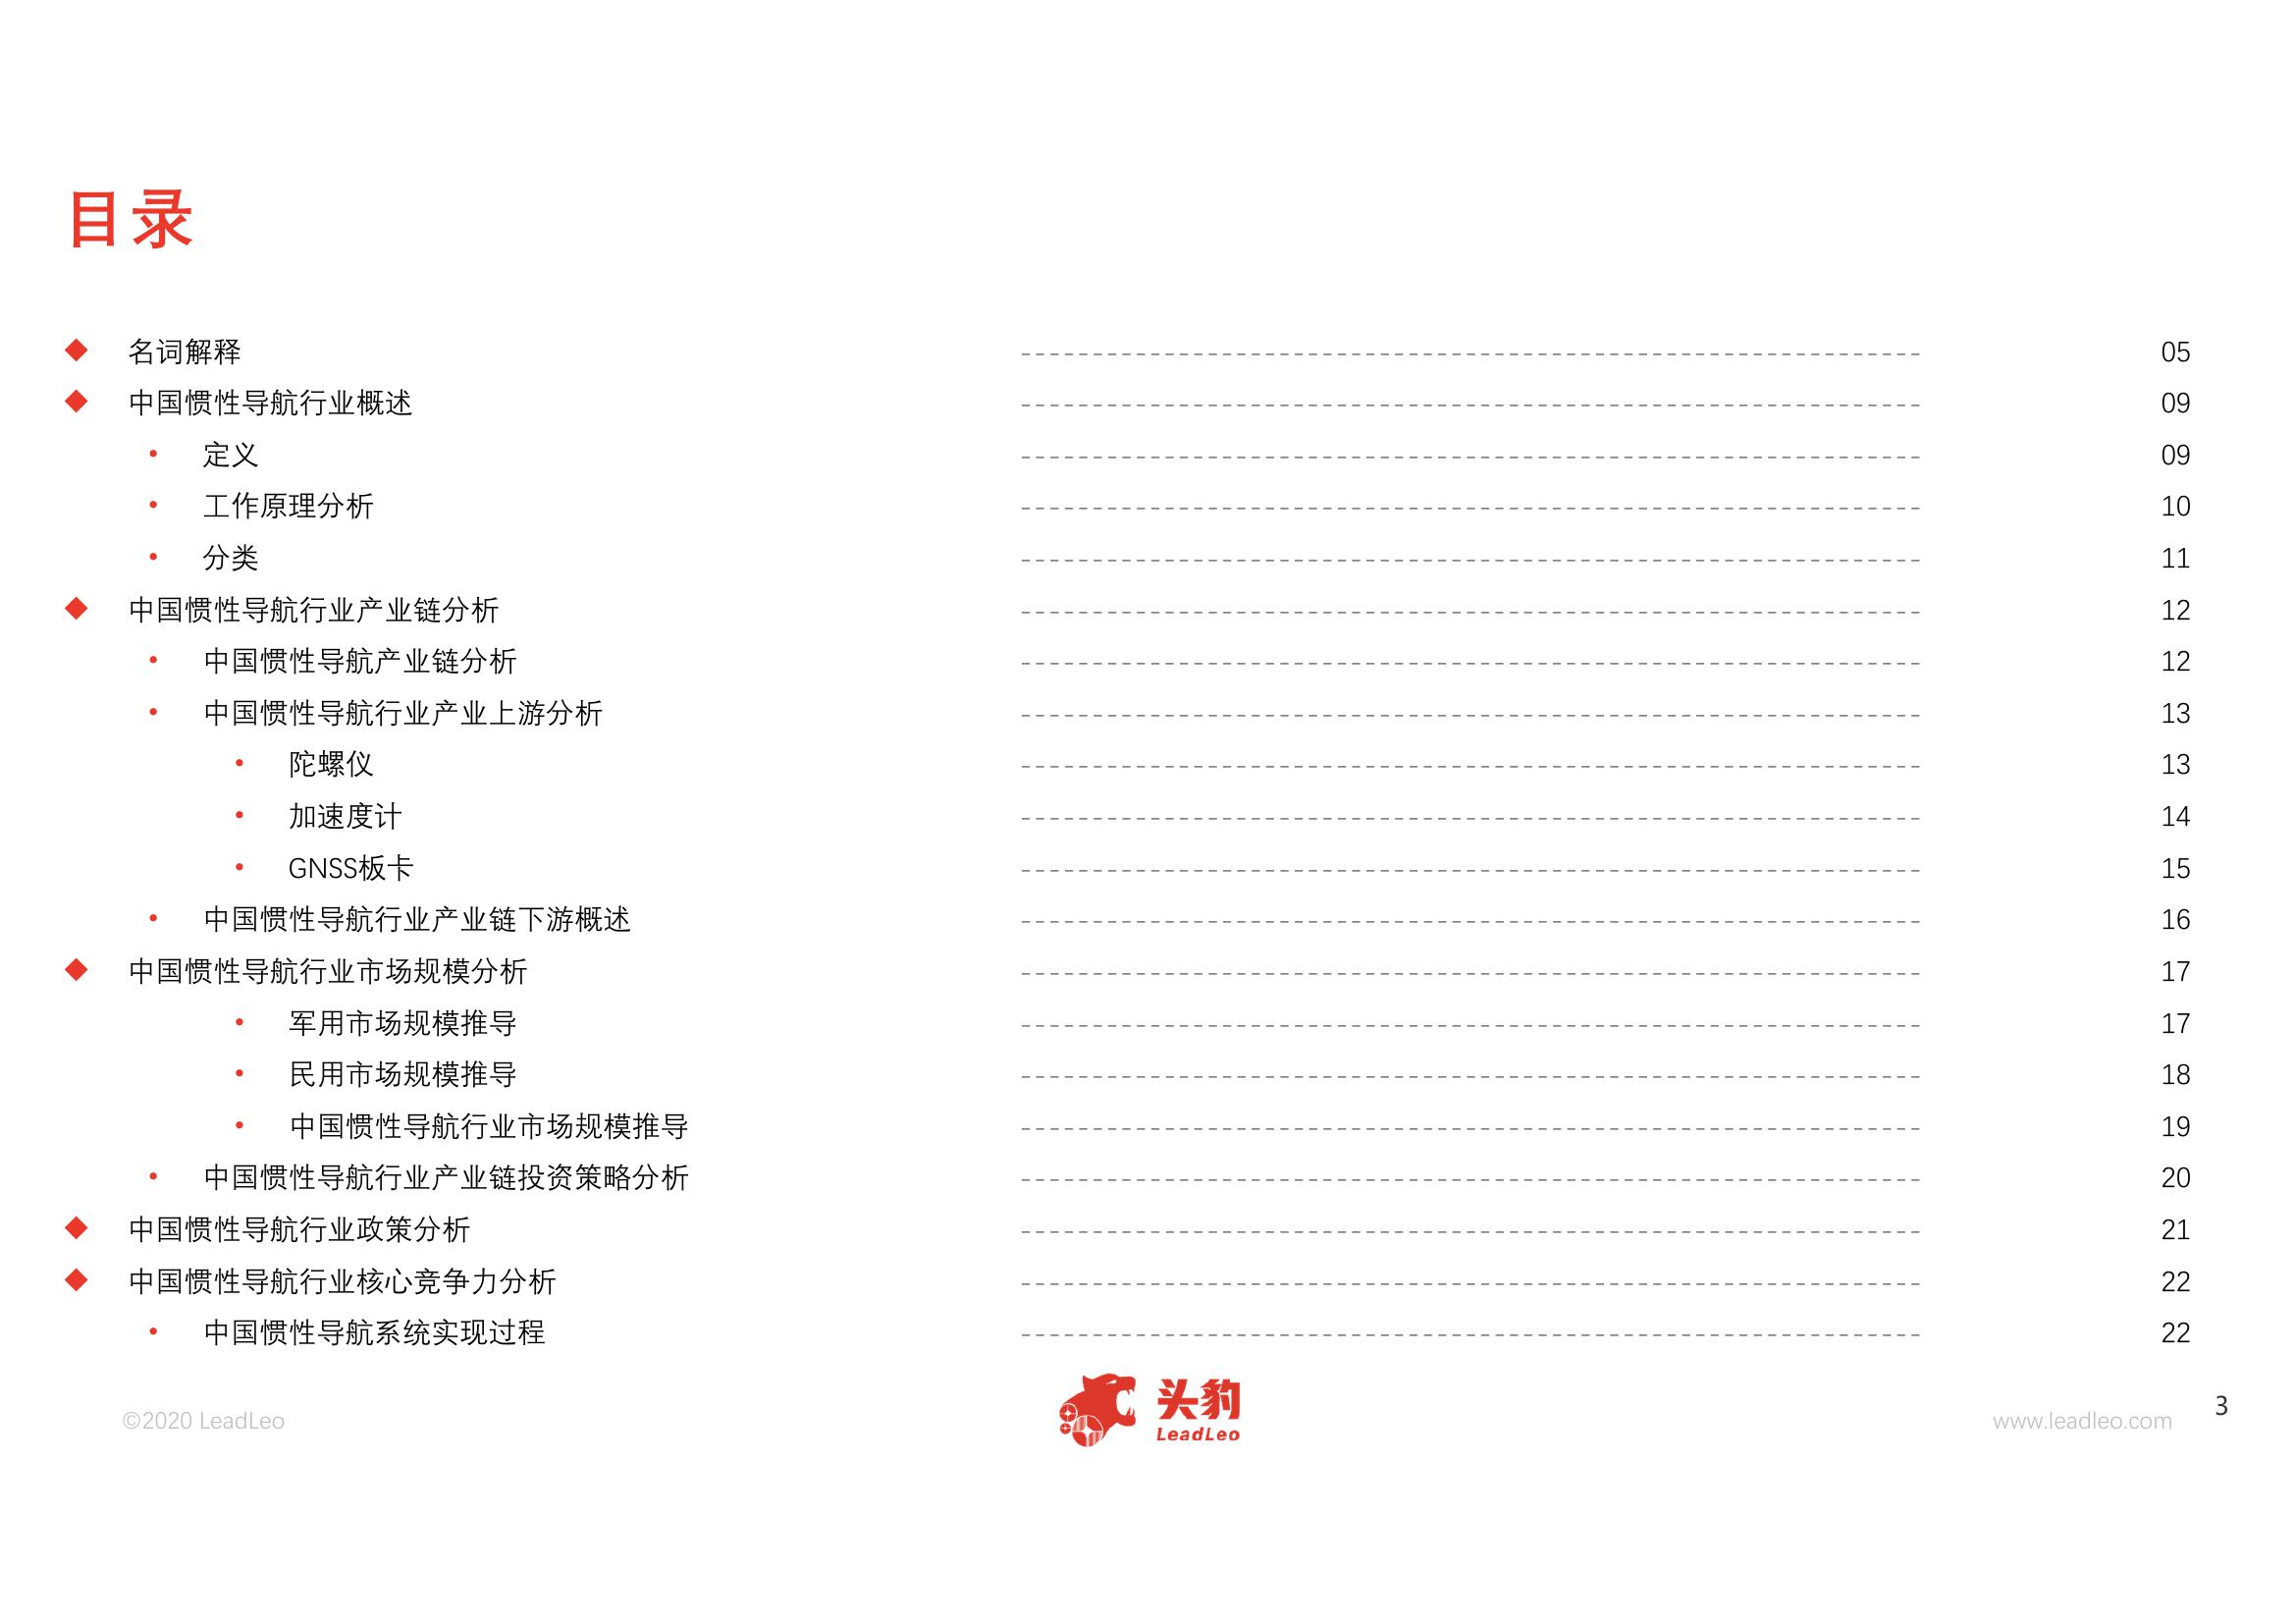 目录
名词解释 05
中国惯性导航行业概述 09
定义 09
工作原理分析 10
分类 11
中国惯性导航行业产业链分析 12
中国惯性导航产业链分析 12
中国惯性导航行业产业上游分析 13
陀螺仪 13
加速度计 14
GNSS板卡 15
中国惯性导航行业产业链下游概述 16
中国惯性导航行业市场规模分析 17
军用市场规模推导 17
民用市场规模推导 18
中国惯性导航行业市场规模推导 19
中国惯性导航行业产业链投资策略分析 20
中国惯性导航行业政策分析 21
中国惯性导航行业核心竞争力分析 22
中国惯性导航系统实现过程 22
©2020 LeadLeo
头豹
LeadLeo
www.leadleo.com
3